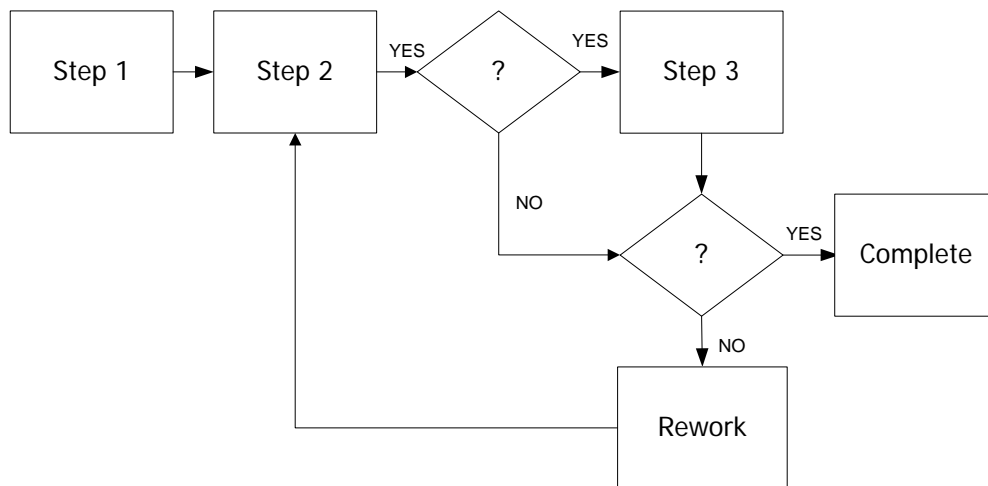 Step 1
Step 2
YES
?
YES
Step 3
NO
?
YES
Complete
NO
Rework